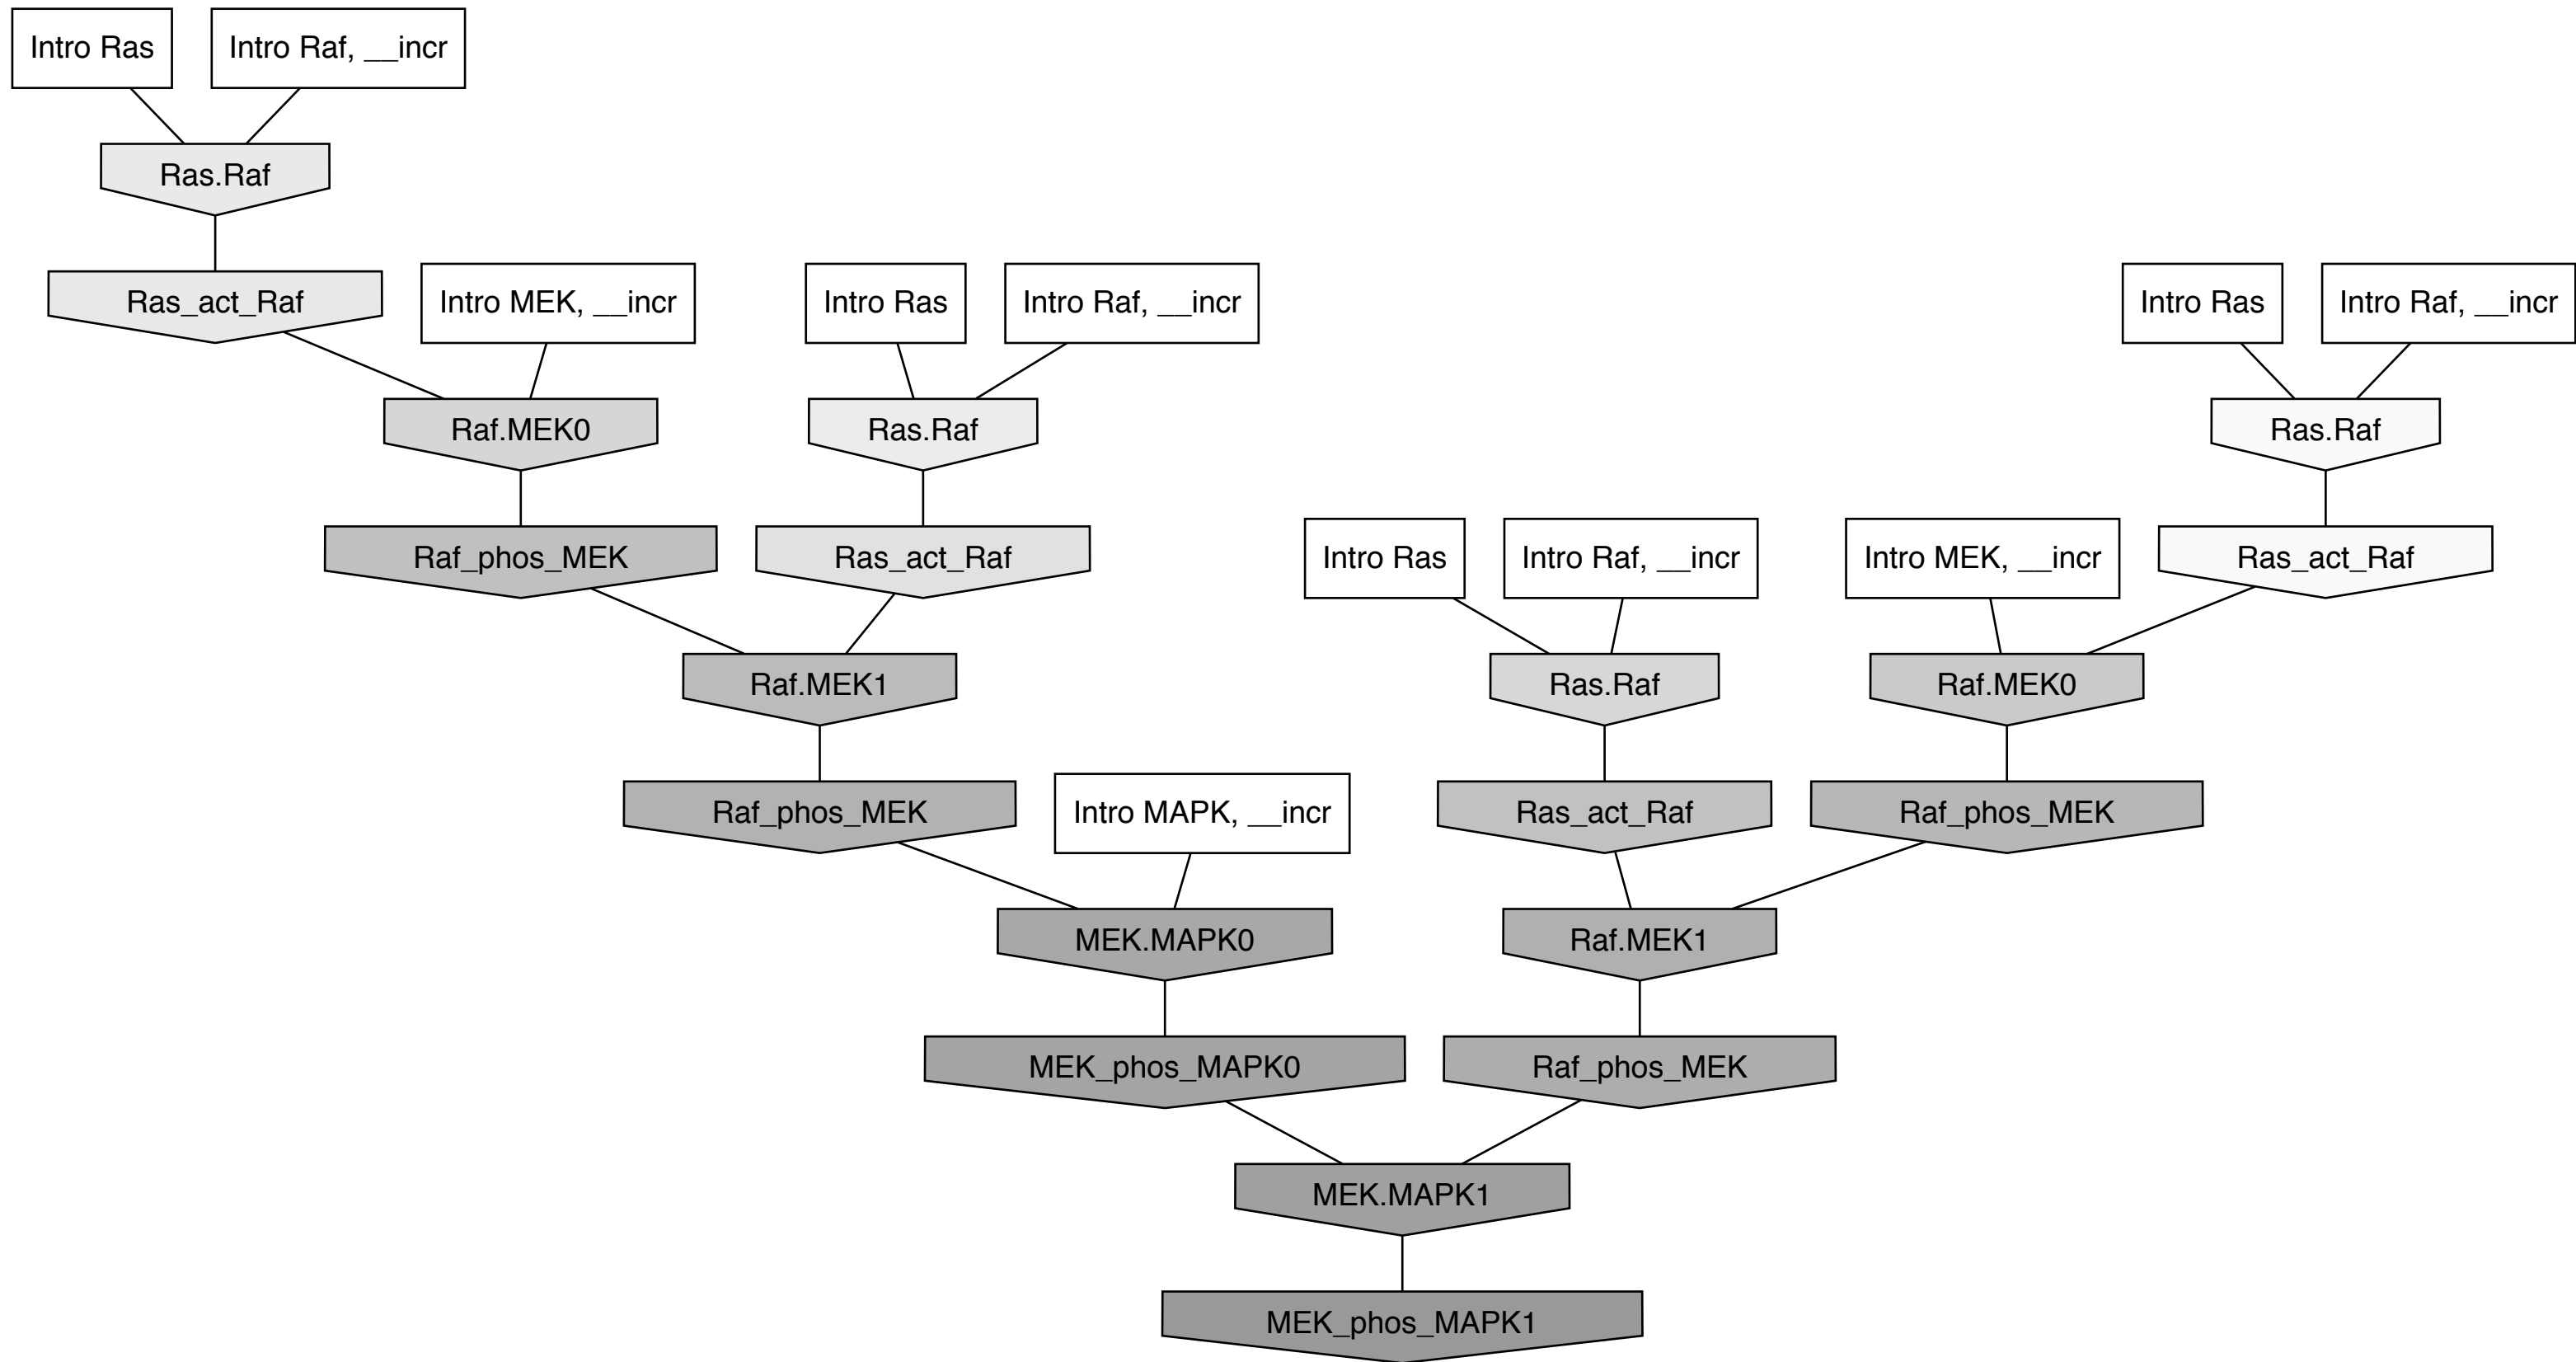 Intro Ras
Intro Raf, __incr
Ras.Raf
Ras_act_Raf
Intro MEK, __incr
Intro Ras
Intro Raf, __incr
Intro Ras
Intro Raf, __incr
Raf.MEK0
Ras.Raf
Ras.Raf
Raf_phos_MEK
Ras_act_Raf
Intro Ras
Intro Raf, __incr
Intro MEK, __incr
Ras_act_Raf
Raf.MEK1
Ras.Raf
Raf.MEK0
Raf_phos_MEK
Intro MAPK, __incr
Ras_act_Raf
Raf_phos_MEK
MEK.MAPK0
Raf.MEK1
MEK_phos_MAPK0
Raf_phos_MEK
MEK.MAPK1
MEK_phos_MAPK1